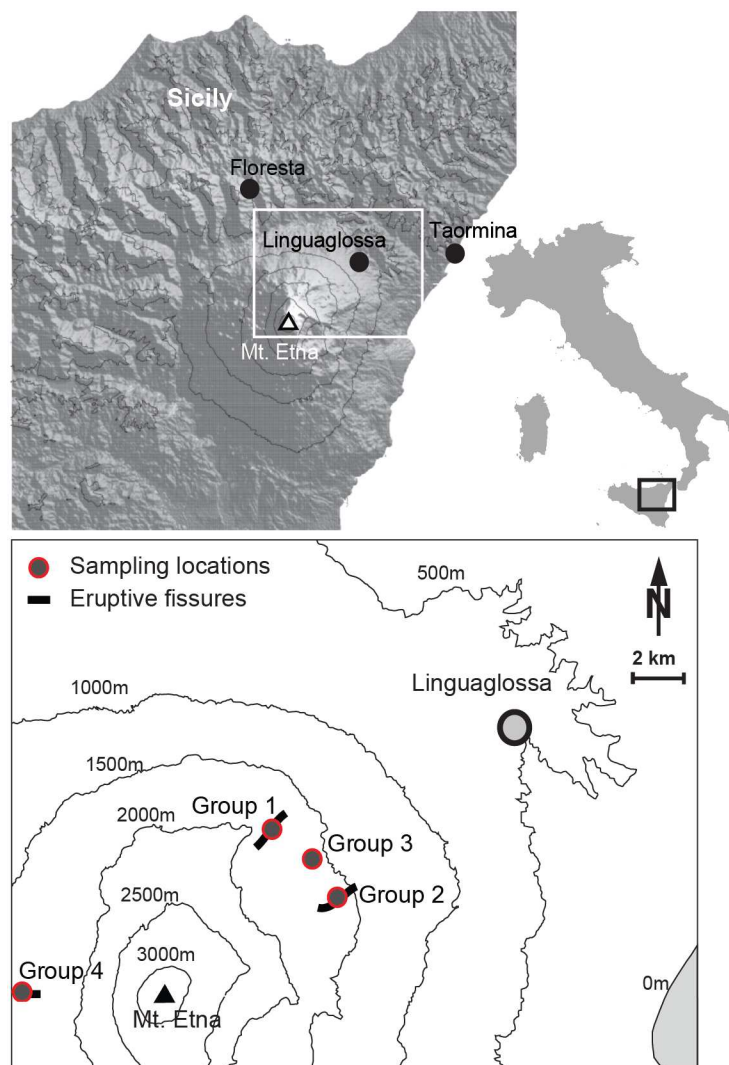 Sicily
Floresta
Linguaglossa
Taormina
Mt. Etna
Sampling locations
Eruptive fissures
500m
N
2 km
Linguaglossa
1000m
1500m
Group 1
2000m
Group 3
Group 2
2500m
3000m
Group 4
0m
Mt. Etna